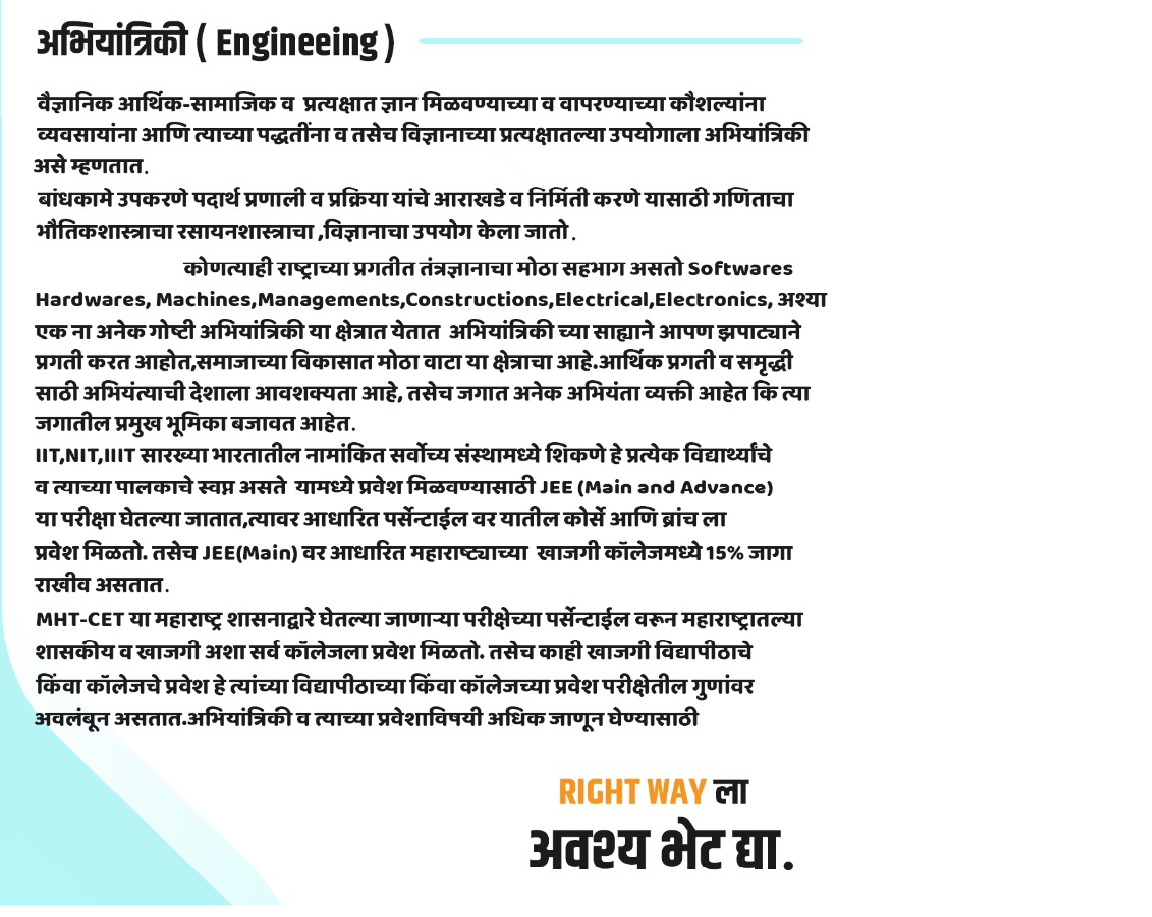 अभियांत्रिकी ( Engineeing )
वैज्ञानिक आर्थिक-सामाजिक व प्रत्यक्षात ज्ञान मिळवण्याच्या व वापरण्याच्या कौशल्यांना
व्यवसायांना आणि त्याच्या पद्धतींना व तसेच विज्ञानाच्या प्रत्यक्षातल्या उपयोगाला अभियांत्रिकी
असे म्हणतात.
बांधकामे उपकरणे पदार्थ प्रणाली व प्रक्रिया यांचे आराखडे व निर्मिती करणे यासाठी गणिताचा
भौतिकशास्त्राचा रसायनशास्त्राचा ,विज्ञानाचा उपयोग केला जातो.
कोणत्याही राष्ट्राच्या प्रगतीत तंत्रज्ञानाचा मोठा सहभाग असतो Softwares
Hardwares, Machines,Managements,Constructions,Electrical,Electronics, अश्या
एक ना अनेक गोष्टी अभियांत्रिकी या क्षेत्रात येतात अभियांत्रिकी च्या साह्याने आपण झपाट्याने
प्रगती करत आहोत,समाजाच्या विकासात मोठा वाटा या क्षेत्राचा आहे.आर्थिक प्रगती व समृद्धी
साठी अभियंत्याची देशाला आवशक्यता आहे, तसेच जगात अनेक अभियंता व्यक्ती आहेत कि त्या
जगातील प्रमुख भूमिका बजावत आहेत.
IIT,NIT,IIIT सारख्या भारतातील नामांकित सर्वोच्य संस्थामध्ये शिकणे हे प्रत्येक विद्यार्थ्यांचे
व त्याच्या पालकाचे स्वप्न असते यामध्ये प्रवेश मिळवण्यासाठी JEE (Main and Advance)
या परीक्षा घेतल्या जातात,त्यावर आधारित पर्सेन्टाईल वर यातील कोर्से आणि ब्रांच ला
प्रवेश मिळतो. तसेच JEE(Main) वर आधारित महाराष्ट्याच्या खाजगी कॉलेजमध्ये 15% जागा
राखीव असतात.
MHT-CET या महाराष्ट्र शासनाद्वारे घेतल्या जाणाऱ्या परीक्षेच्या पर्सेन्टाईल वरून महाराष्ट्रातल्या
शासकीय व खाजगी अशा सर्व कॉलेजला प्रवेश मिळतो. तसेच काही खाजगी विद्यापीठाचे
किंवा कॉलेजचे प्रवेश हे त्यांच्या विद्यापीठाच्या किंवा कॉलेजच्या प्रवेश परीक्षेतील गुणांवर
अवलंबून असतात.अभियांत्रिकी व त्याच्या प्रवेशाविषयी अधिक जाणून घेण्यासाठी
RIGHT WAY ला
अवश्य भेट द्या.